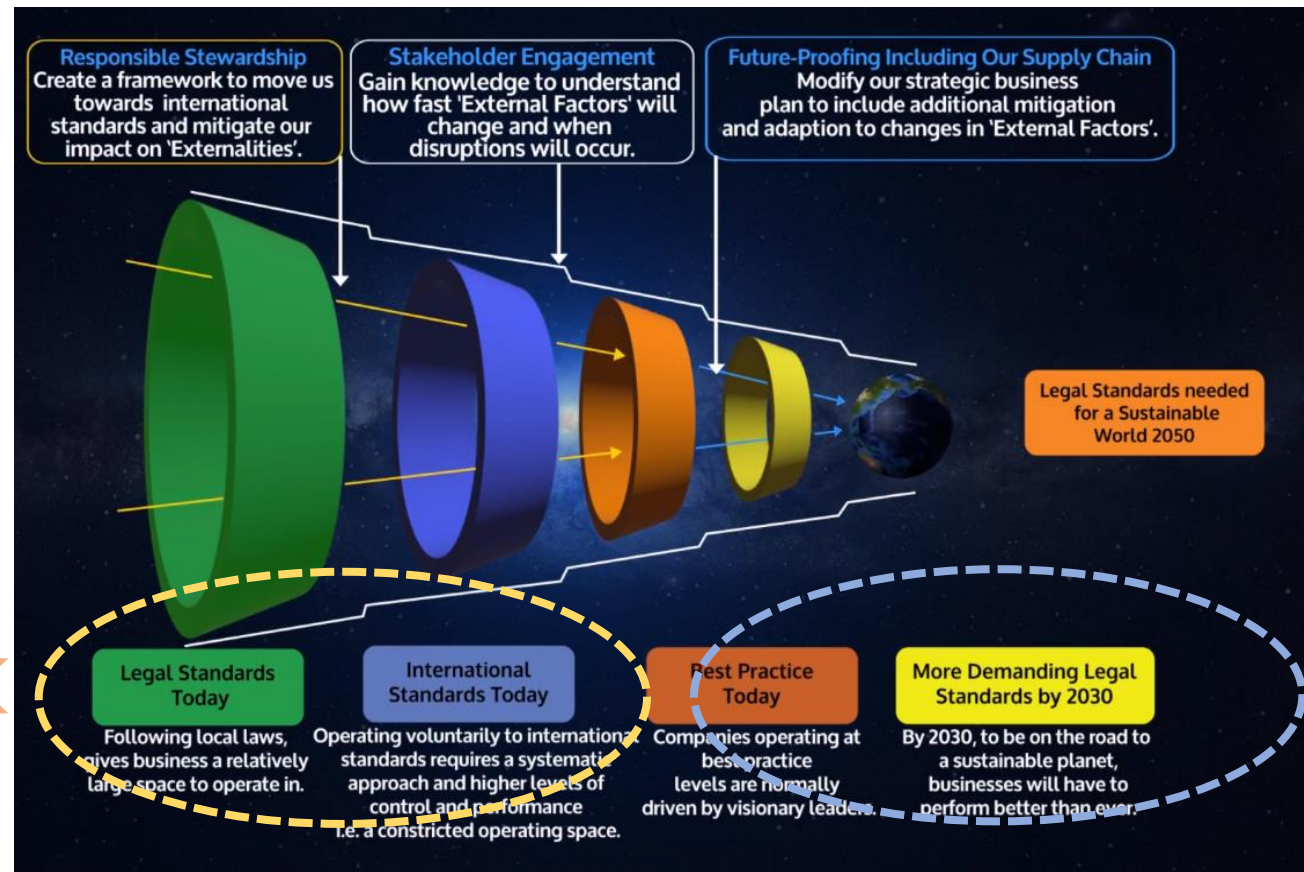 Responsible Stewardship
Create a framework to move us
towards international
standards and mitigate our
impact on 'Externalities'.
Stakeholder Engagement
Gain knowledge to understand
how fast 'External Factors' will
change and when
disruptions will occur.
Future-Proofing Including Our Supply Chain
Modify our strategic business
plan to include additional mitigation
and adaption to changes in 'External Factors'.
Legal Standards needed
for a Sustainable
World 2050
Legal Standards
Today
Following local laws,
gives business a relatively
large space to operate in.
International
Standards Today
Operating voluntarily to international
standards requires a systematic
approach and higher levels of
control and performance
i.e. a constricted operating space.
Best Practice
Today
Companies operating at
best practice
levels are normally
driven by visionary leaders.
More Demanding Legal
Standards by 2030
By 2030, to be on the road to
a sustainable planet,
businesses will have to
perform better than ever.